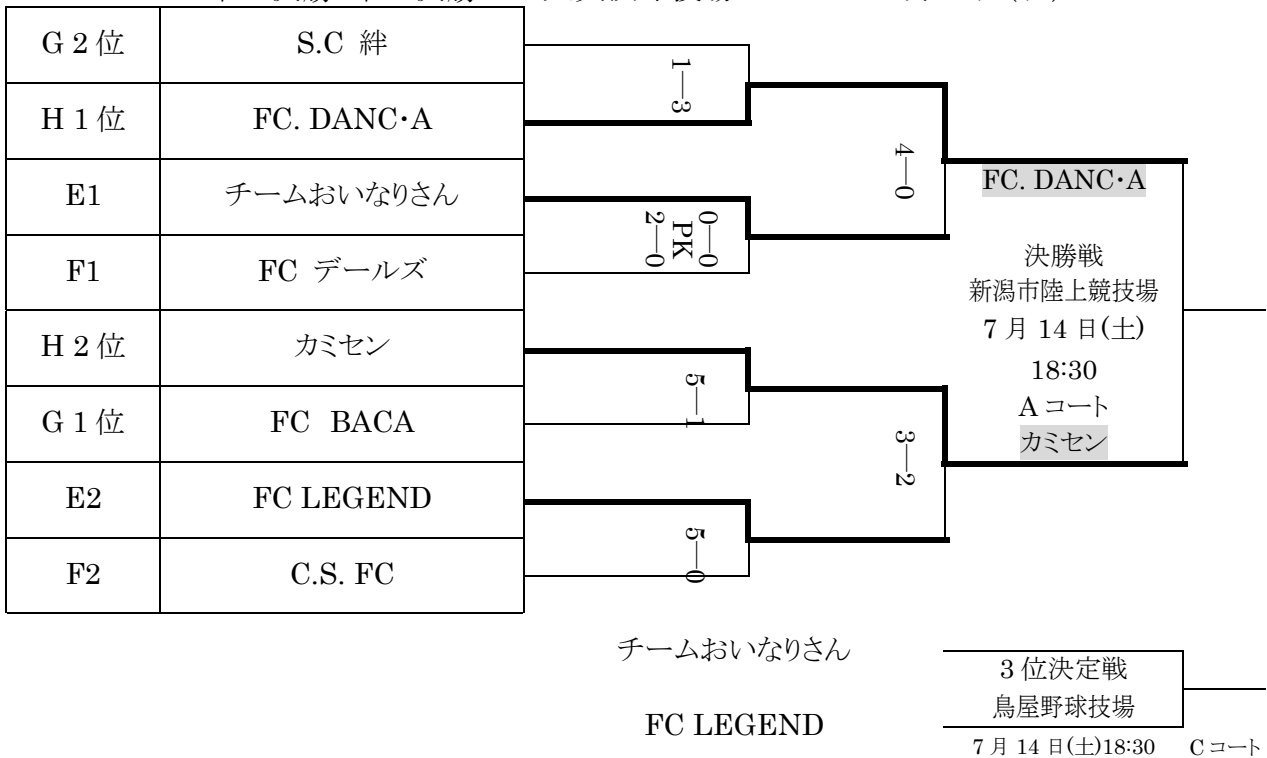 G 2 位 S.C 絆
H 1 位 FC. DANC・A
E1 チームおいなりさん
F1 FC デールズ
H 2 位 カミセン
G 1 位 FC BACA
E2 FC LEGEND
F2 C.S. FC
1―3
0―0
PK
2―0
5―1
5―0
4―0
3―2
FC. DANC・A
決勝戦
新潟市陸上競技場
7 月 14 日(土)
18:30
A コート
カミセン
チームおいなりさん
FC LEGEND
3 位決定戦
鳥屋野球技場
7 月 14 日(土)18:30 C コート